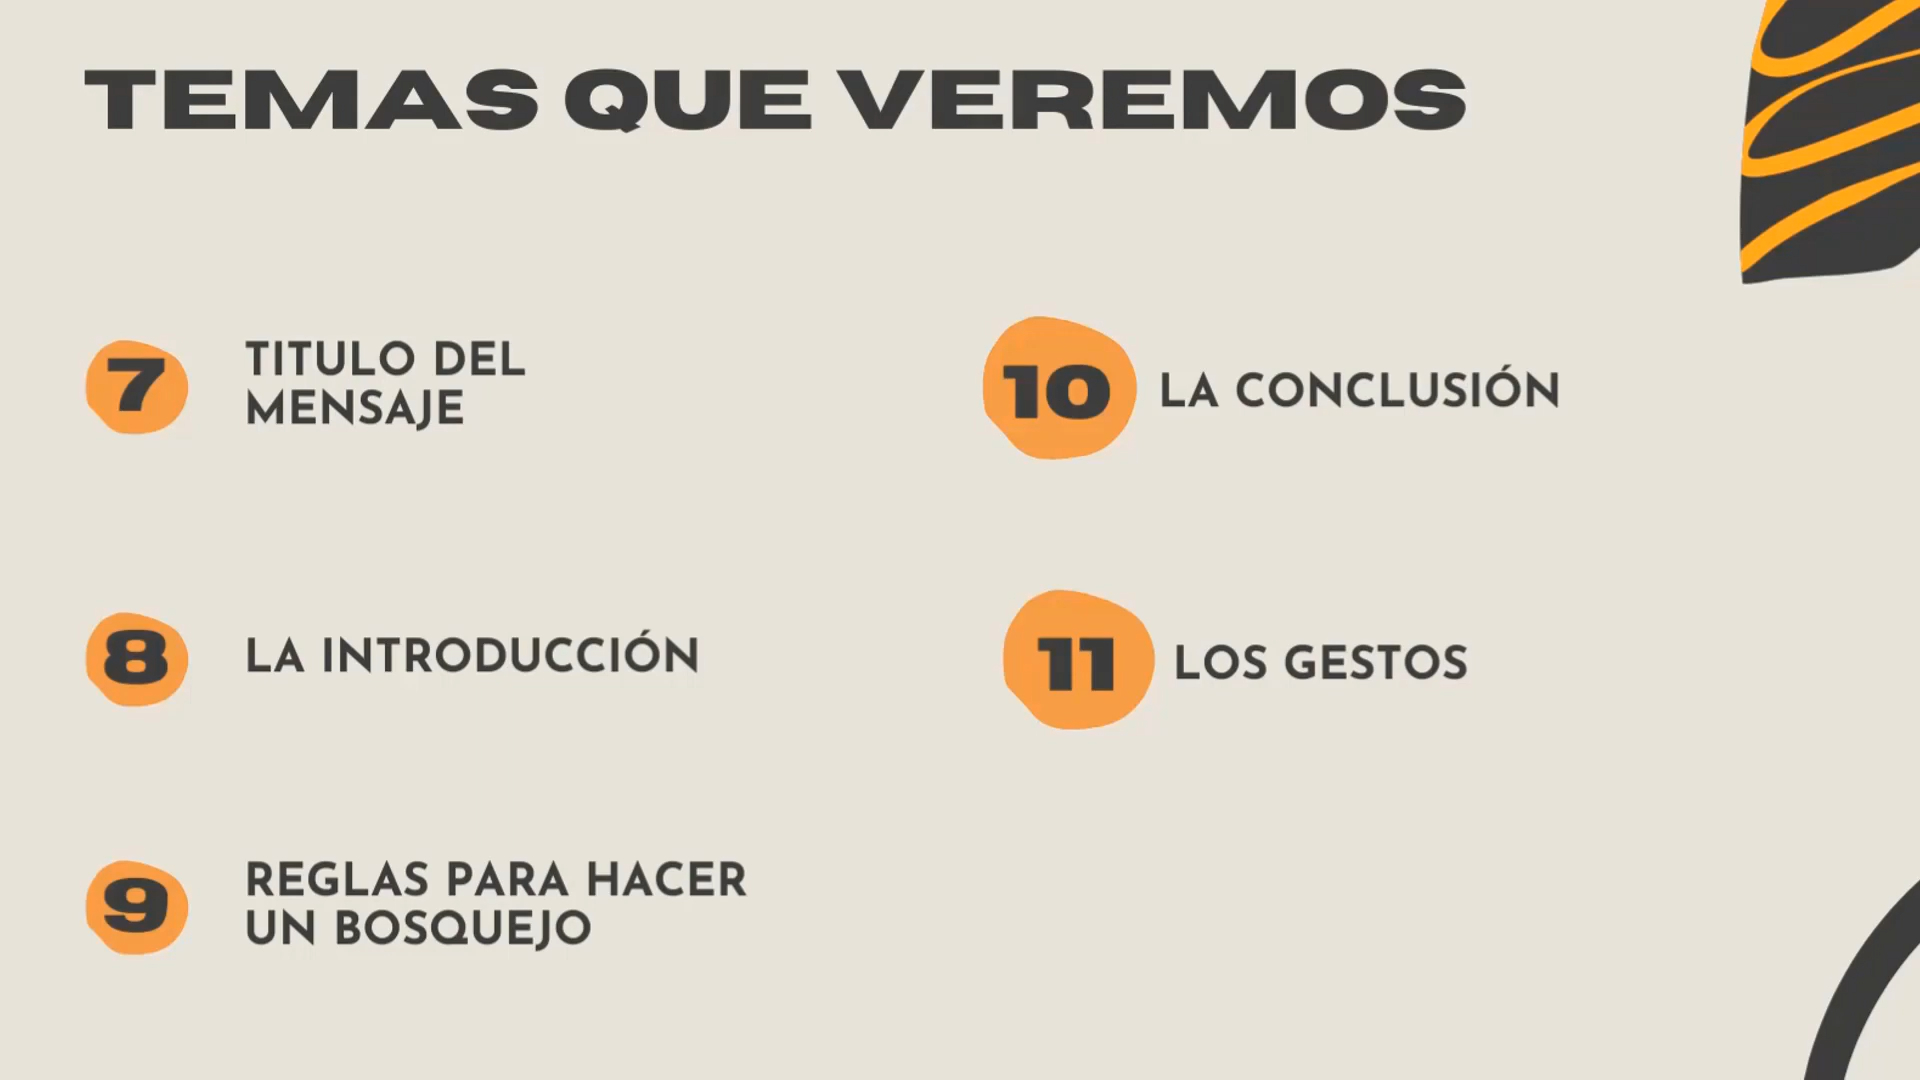 TEMAS QUE VEREMOS
7
TITULO DEL
MENSAJE
8
LA INTRODUCCIÓN
9
REGLAS PARA HACER
UN BOSQUEJO
10
LA CONCLUSIÓN
11
LOS GESTOS